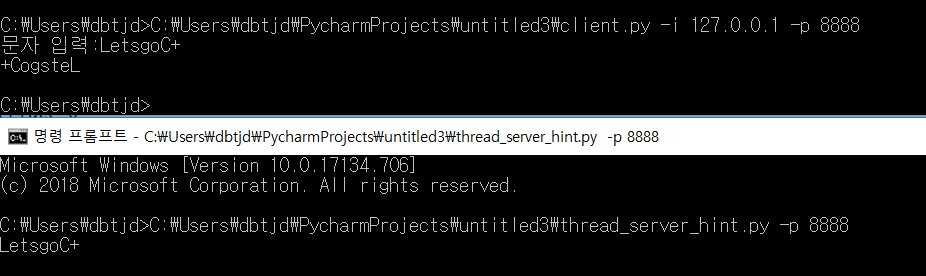 C:₩Users₩dbtjd>C:₩Users₩dbtjd₩PycharmProjects₩untitled3₩client.py -i 127.0.0.1 -p 8888
문자 입력:LetsgoC+
+CogsteL
C:₩Users₩dbtjd>
명령 프롬프트 - C:₩Users₩dbtjd₩PycharmProjects₩untitled3₩thread_server_hint.py -p 8888
Microsoft Windows [Version 10.0.17134.706]
(c) 2018 Microsoft Corporation. All rights reserved.
C:₩Users₩dbtjd>C:₩Users₩dbtjd₩PycharmProjects₩untitled3₩thread_server_hint.py -p 8888
LetsgoC+